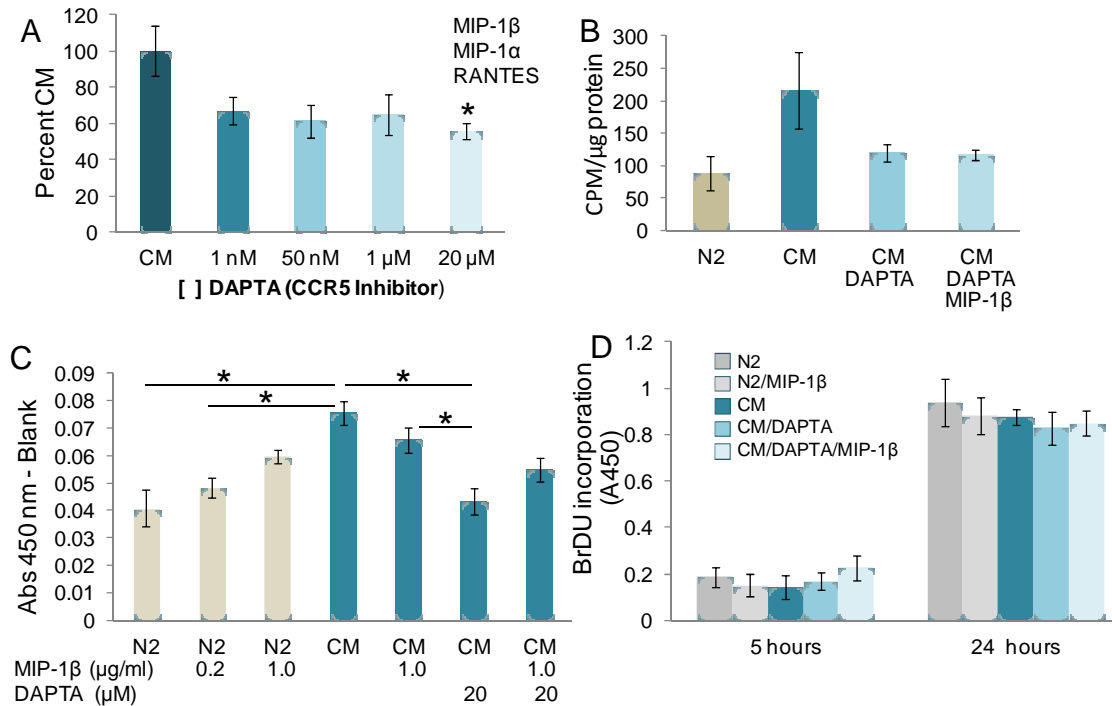 A
Percent CM
120
100
80
60
40
20
0
MIP-1β
MIP-1α
RANTES
*
CM 1 nM 50 nM 1 µM 20 µM
[ ] DAPTA (CCR5 Inhibitor)
B
CPM/µg protein
300
250
200
150
100
50
0
N2 CM CM CM
DAPTA DAPTA
MIP-1β
C
Abs 450 nm - Blank
0.09
0.08
0.07
0.06
0.05
0.04
0.03
0.02
0.01
0
* *
* *
N2 N2 N2 CM CM CM CM
MIP-1β (µg/ml) 0.2 1.0 1.0 1.0
DAPTA (µM) 20 20
D
BrDU incorporation
(A450)
1.2
1
0.8
0.6
0.4
0.2
0
N2
N2/MIP-1β
CM
CM/DAPTA
CM/DAPTA/MIP-1β
5 hours 24 hours